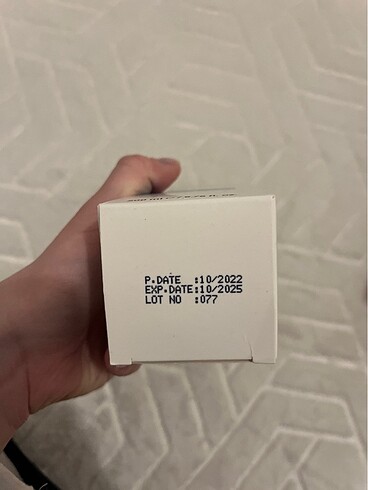 P.DATE :10/2022
EXP.DATE:10/2025
LOT NO :077